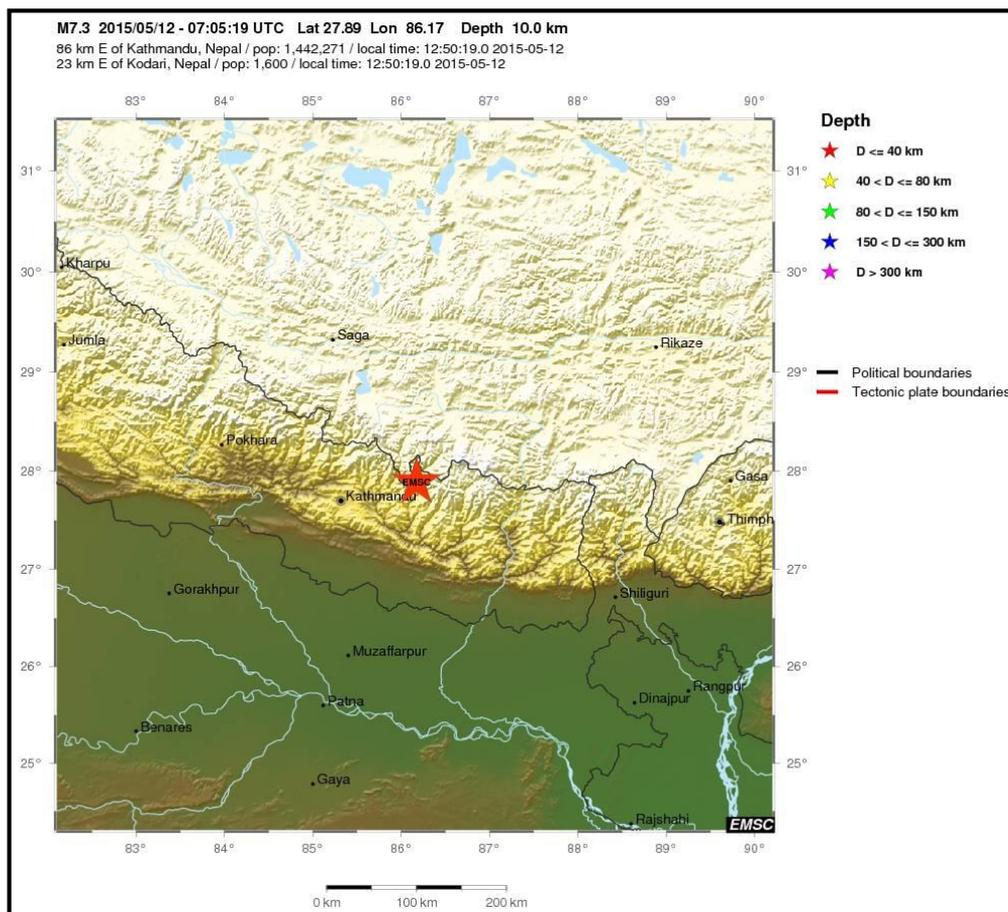 M7.3 2015/05/12 - 07:05:19 UTC Lat 27.89 Lon 86.17 Depth 10.0 km
86 km E of Kathmandu, Nepal / pop: 1,442,271 / local time: 12:50:19.0 2015-05-12
23 km E of Kodari, Nepal / pop: 1,600 / local time: 12:50:19.0 2015-05-12
83° 84° 85° 86° 87° 88° 89° 90°
Depth
D <= 40 km
40 < D <= 80 km
80 < D <= 150 km
150 < D <= 300 km
D > 300 km
Political boundaries
Tectonic plate boundaries
31° 31°
Kharpu
30° 30°
Jumla
Saga
Rikaze
29° 29°
Pokhara
28° 28°
Gasa
EMSC
Kathmandu
Thimph
27° 27°
Gorakhpur
Shiliguri
Muzaffarpur
26° 26°
Rangpur
Dinajpur
Patna
Benares
25° 25°
Gaya
Rajshahi
EMSC
83° 84° 85° 86° 87° 88° 89° 90°
0 km 100 km 200 km